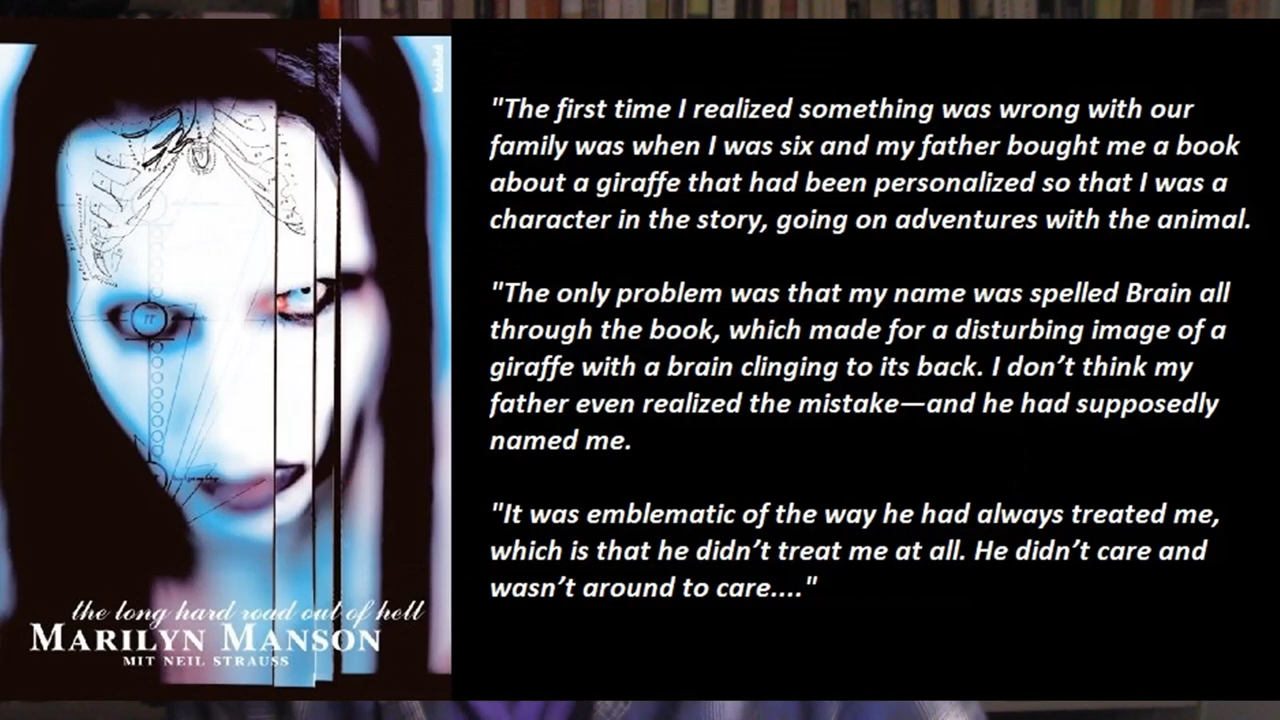 the long hard road out of hell
MARILYN MANSON
MIT NEIL STRAUSS
"The first time I realized something was wrong with our
family was when I was six and my father bought me a book
about a giraffe that had been personalized so that I was a
character in the story, going on adventures with the animal.
"The only problem was that my name was spelled Brain all
through the book, which made for a disturbing image of a
giraffe with a brain clinging to its back. I don’t think my
father even realized the mistake—and he had supposedly
named me.
"It was emblematic of the way he had always treated me,
which is that he didn’t treat me at all. He didn’t care and
wasn’t around to care...."